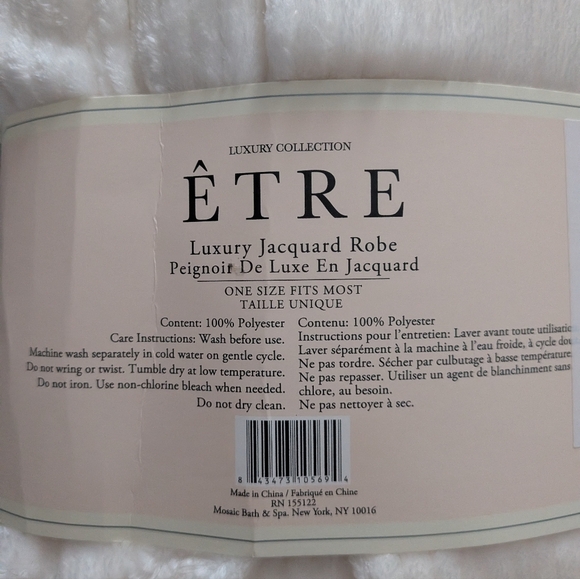 LUXURY COLLECTION
ÊTRE
Luxury Jacquard Robe
Peignoir De Luxe En Jacquard
ONE SIZE FITS MOST
TAILLE UNIQUE
Content: 100% Polyester
Care Instructions: Wash before use.
Machine wash separately in cold water on gentle cycle.
Do not wring or twist. Tumble dry at low temperature.
Do not iron. Use non-chlorine bleach when needed.
Do not dry clean.
Contenu: 100% Polyester
Instructions pour l'entretien: Laver avant toute
Laver séparément à la machine à l'eau froide, à cycle
Ne pas tordre. Sécher par culbutage à basse température
Ne pas repasser. Utiliser un agent de blanchinment sans
chlore, au besoin.
Ne pas nettoyer à sec.
8 43473 10569 4
Made in China / Fabriqué en Chine
RN 155122
Mosaic Bath & Spa. New York, NY 10016